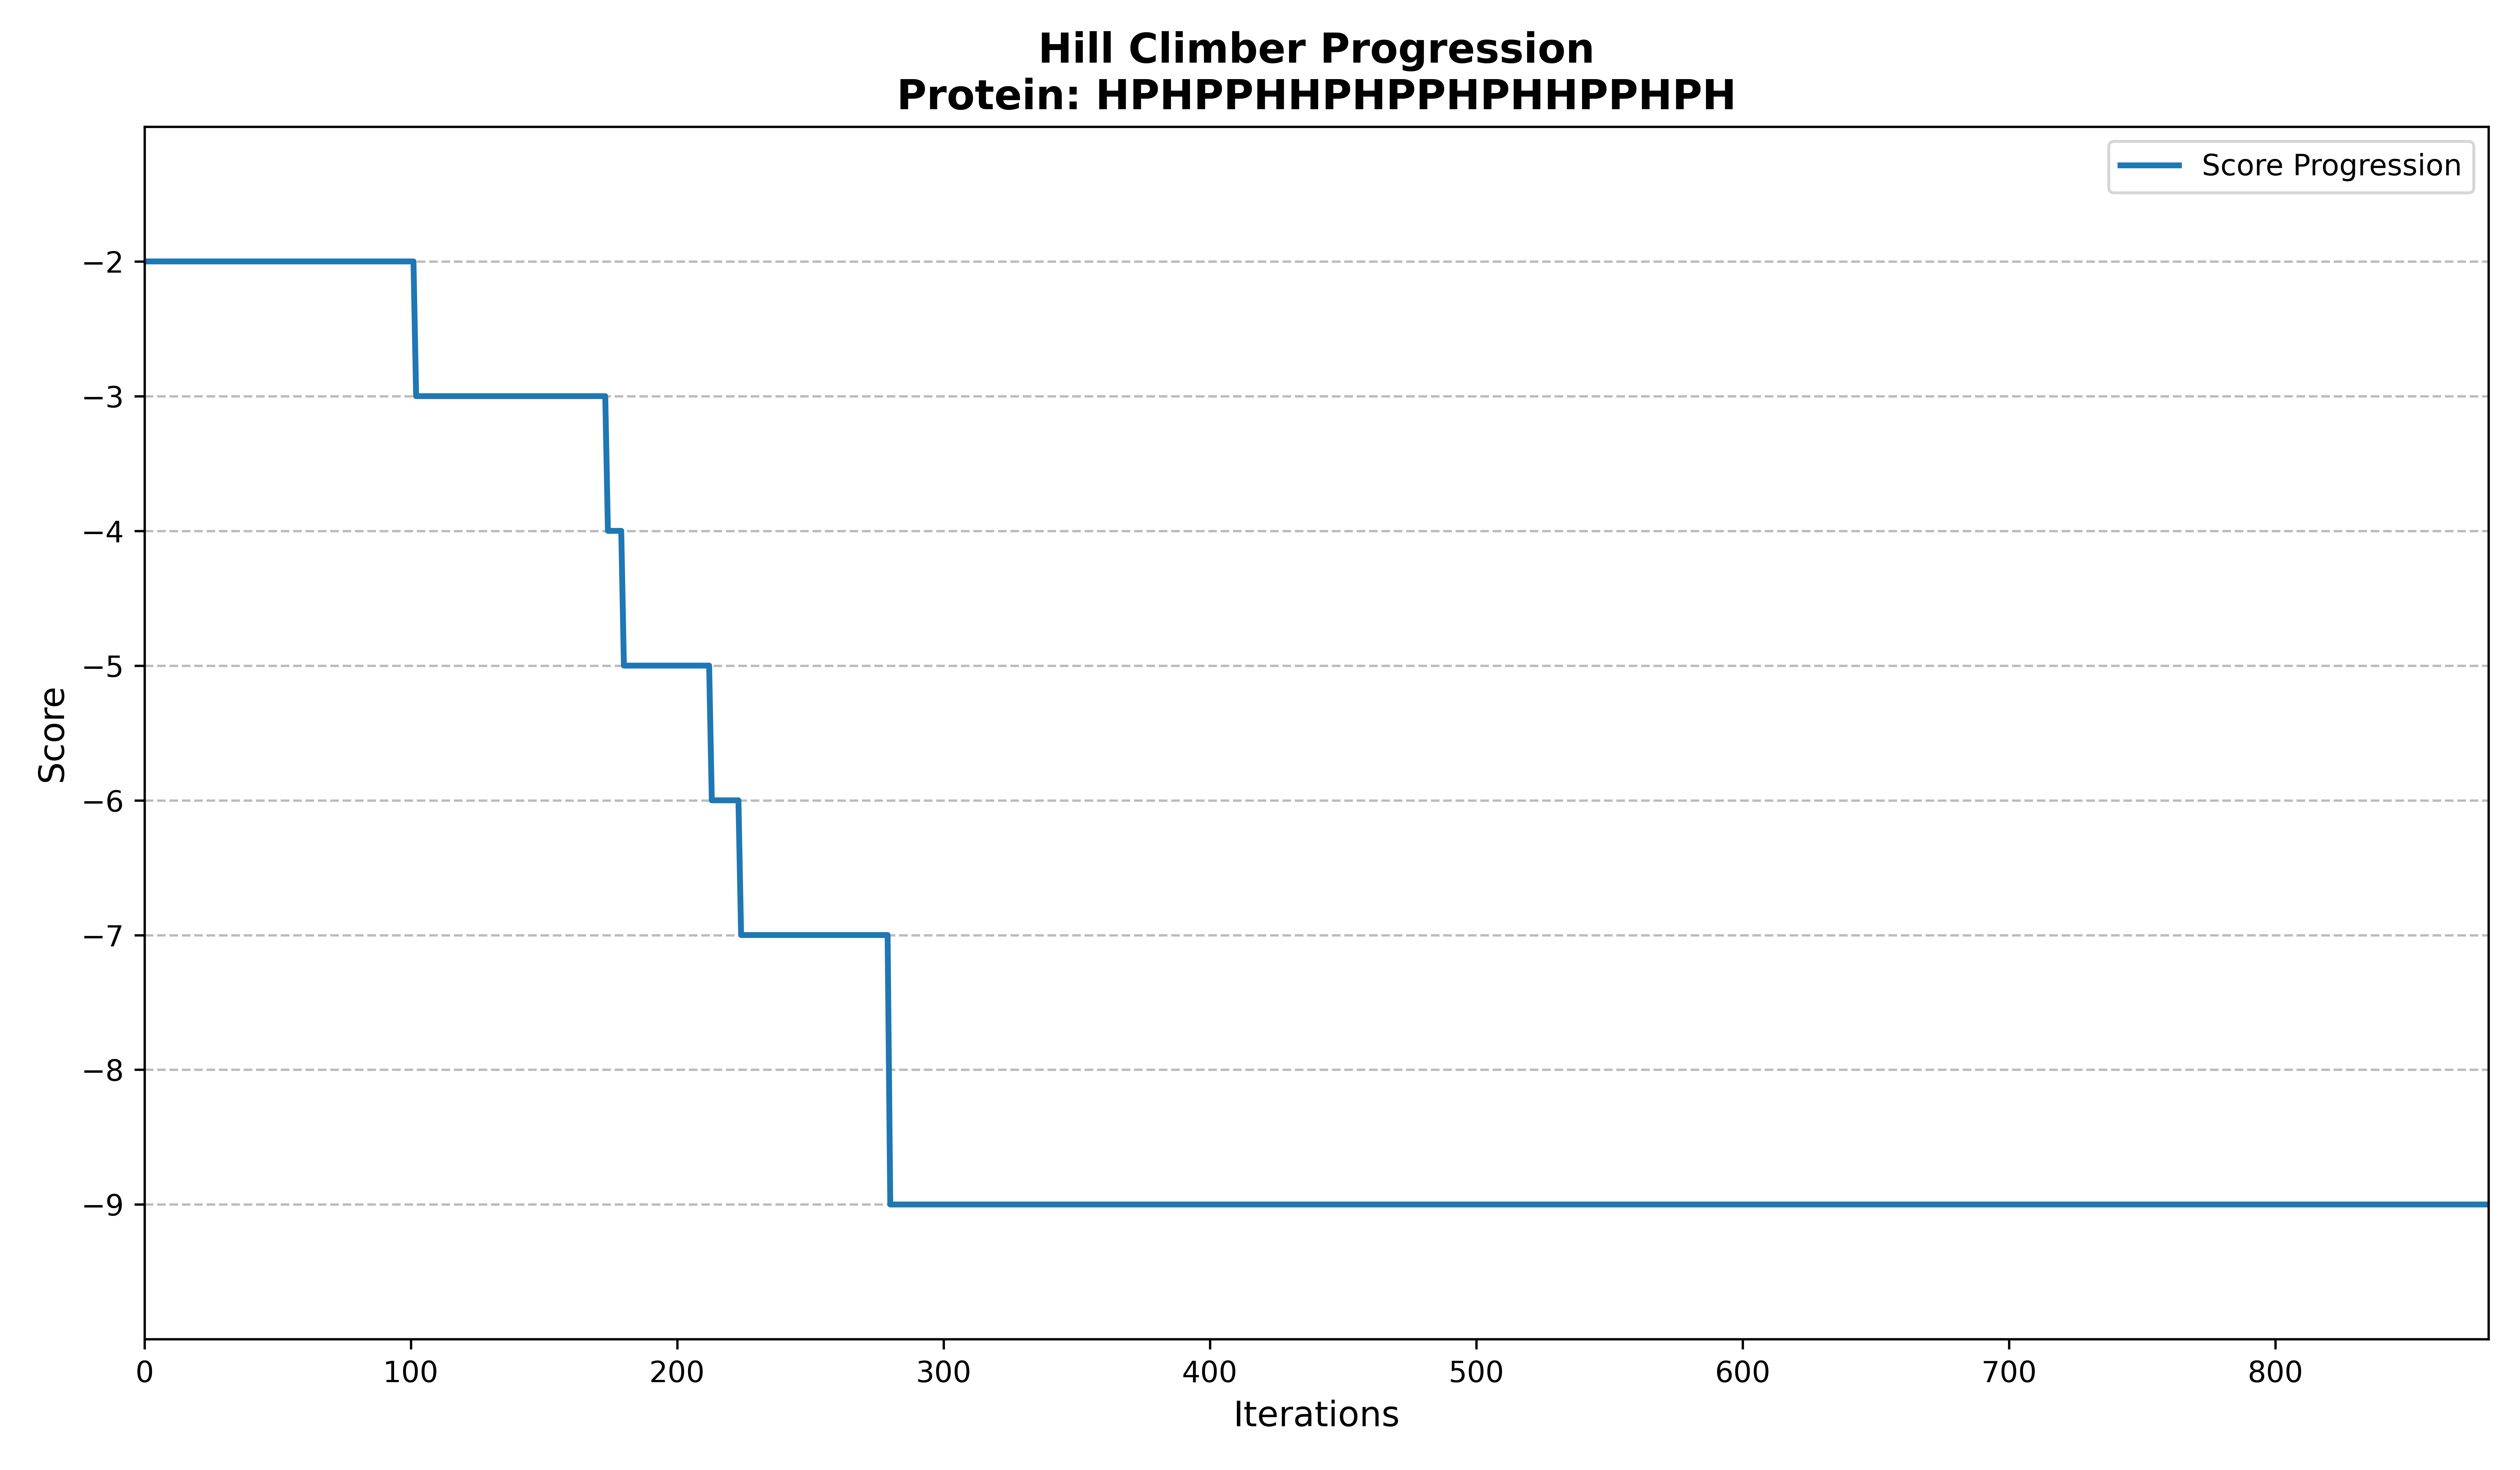 Hill Climber Progression
Protein: HPHPPHHPHPPHPHHPPHPH
Score Progression
−2
−3
−4
−5
−6
−7
−8
−9
Score
0 100 200 300 400 500 600 700 800
Iterations